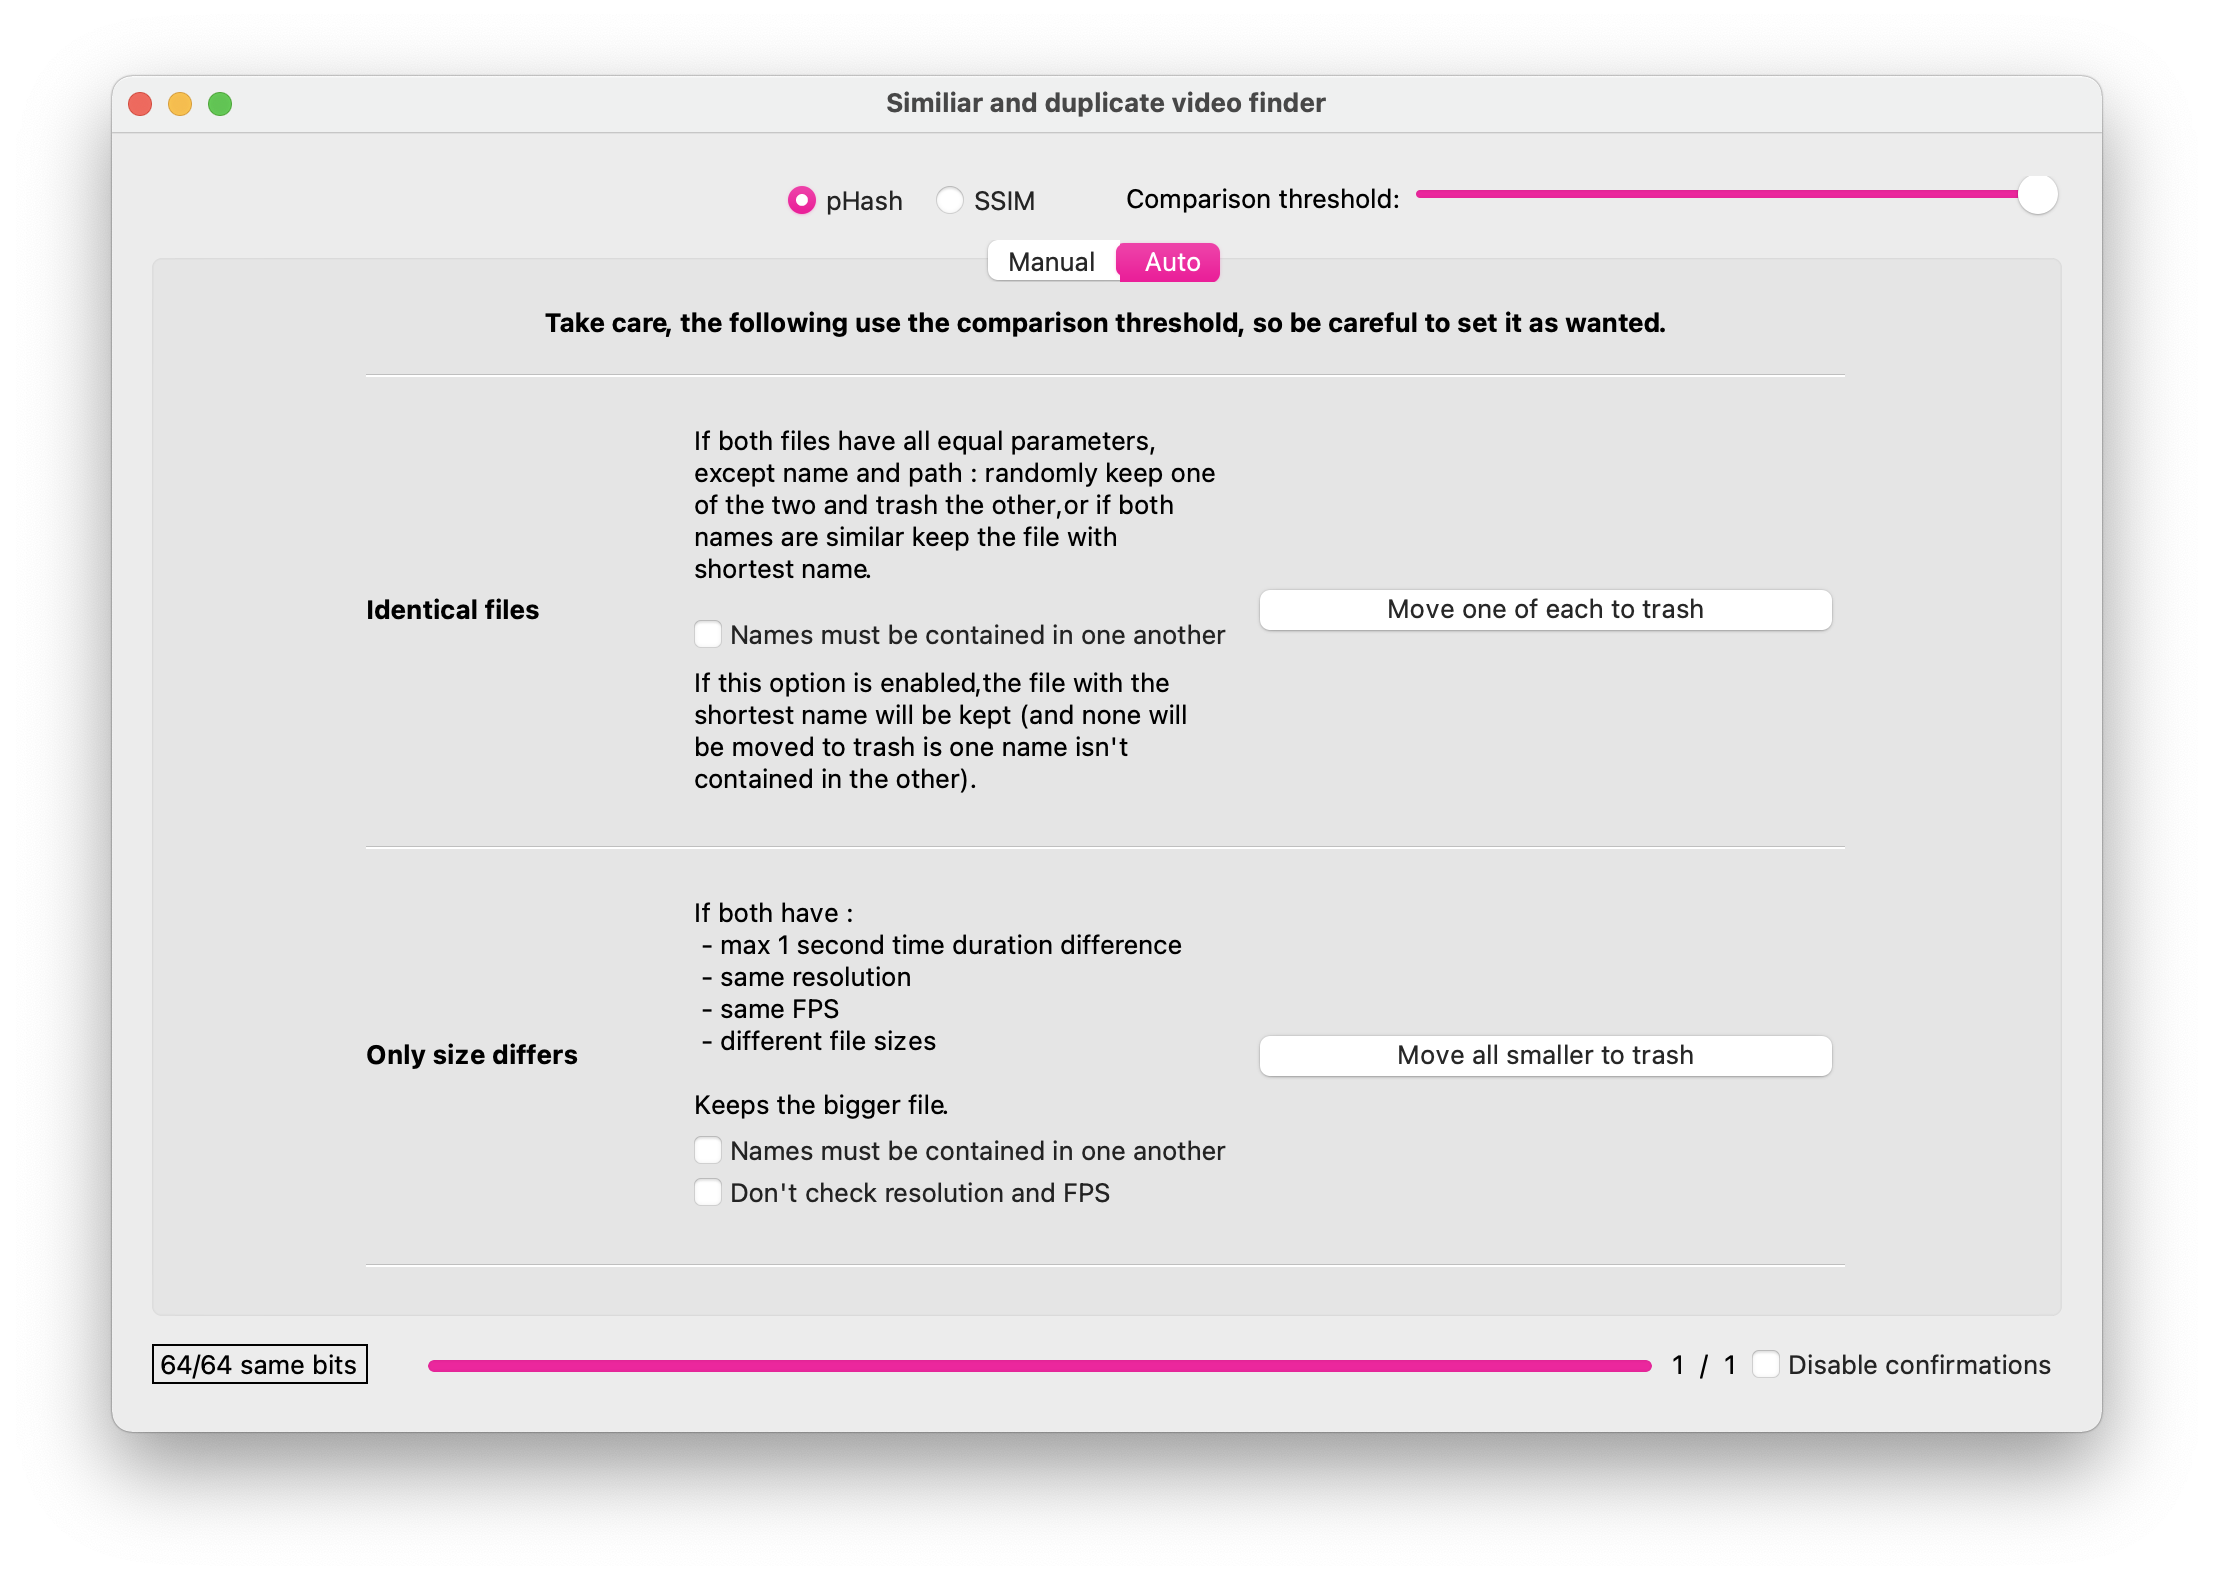 Similiar and duplicate video finder
pHash SSIM Comparison threshold:
Manual Auto
Take care, the following use the comparison threshold, so be careful to set it as wanted.
If both files have all equal parameters,
except name and path : randomly keep one
of the two and trash the other,or if both
names are similar keep the file with
shortest name.
Identical files
Names must be contained in one another
Move one of each to trash
If this option is enabled,the file with the
shortest name will be kept (and none will
be moved to trash is one name isn't
contained in the other).
If both have :
- max 1 second time duration difference
- same resolution
- same FPS
- different file sizes
Only size differs
Move all smaller to trash
Keeps the bigger file.
Names must be contained in one another
Don't check resolution and FPS
64/64 same bits
1 / 1 Disable confirmations